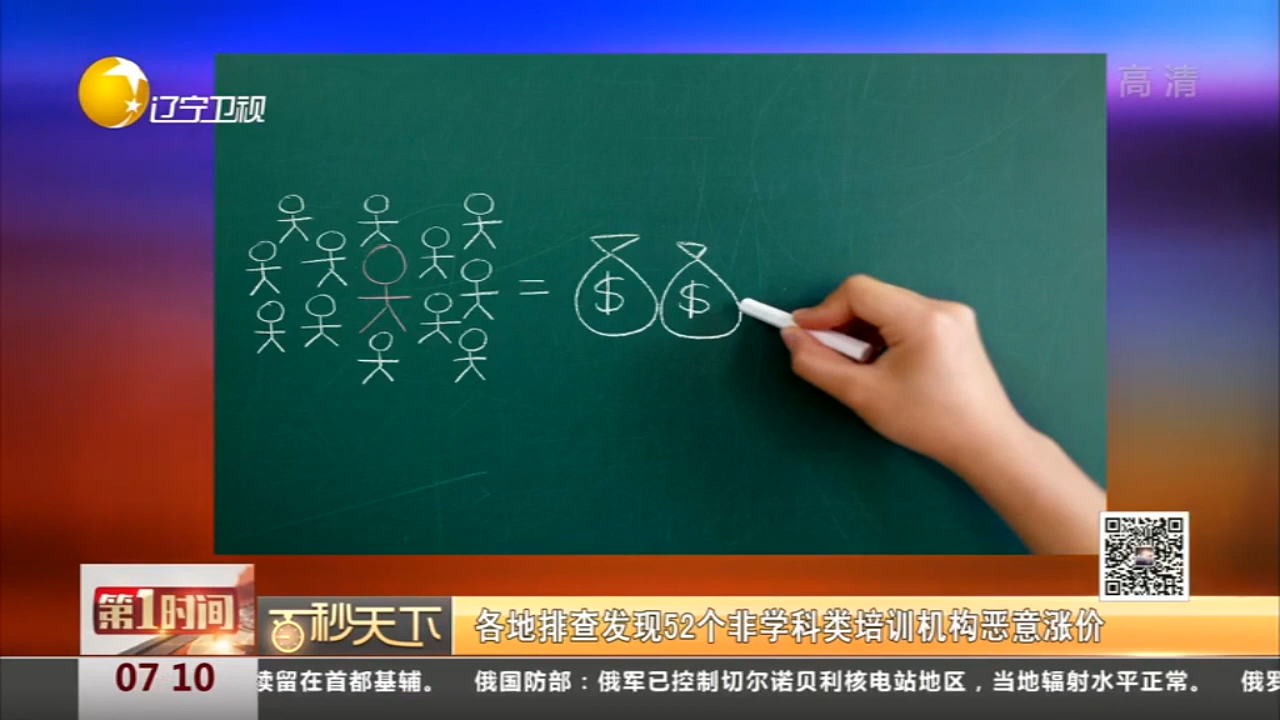 辽宁卫视
高清
$ $
=
第1时间
百秒天下
各地排查发现52个非学科类培训机构恶意涨价
07 10
续留在首都基辅。 俄国防部：俄军已控制切尔诺贝利核电站地区，当地辐射水平正常。 俄罗